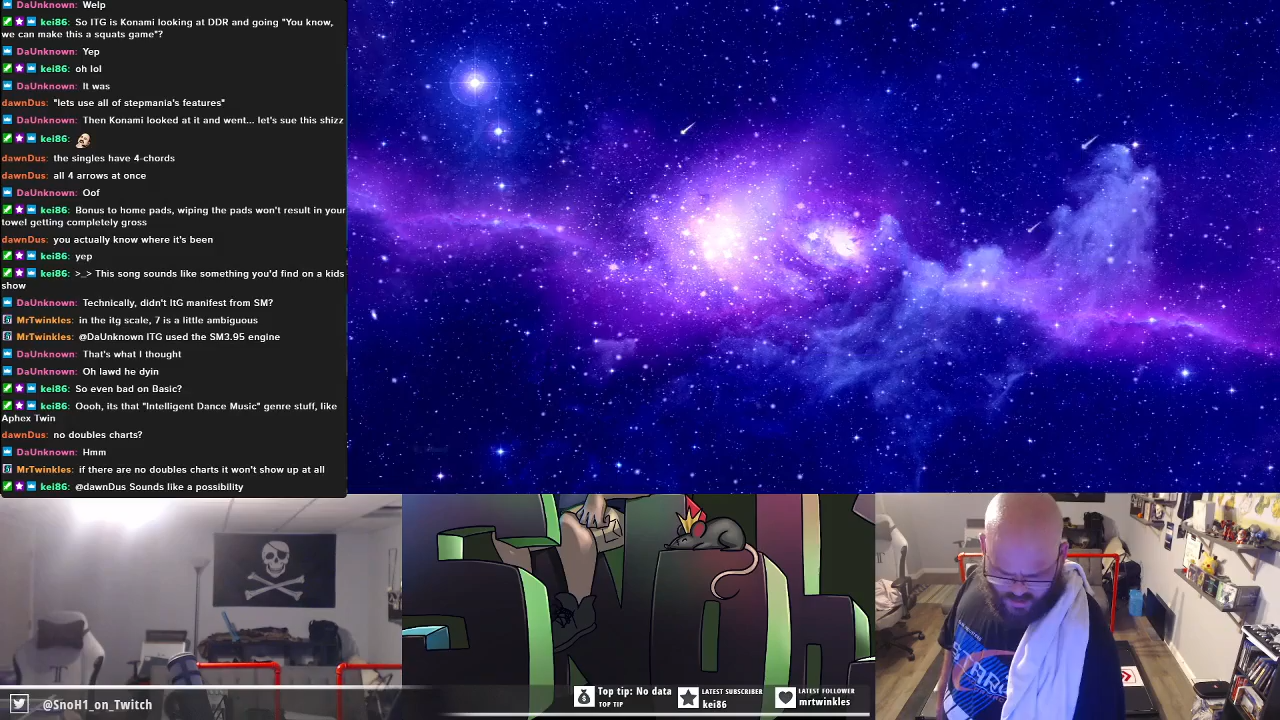 DaUnknown: Welp
kei86: So ITG is Konami looking at DDR and going "You know,
we can make this a squats game"?
DaUnknown: Yep
kei86: oh lol
DaUnknown: It was
dawnDus: "lets use all of stepmania's features"
DaUnknown: Then Konami looked at it and went... let's sue this shizz
kei86:
dawnDus: the singles have 4-chords
dawnDus: all 4 arrows at once
DaUnknown: Oof
kei86: Bonus to home pads, wiping the pads won't result in your
towel getting completely gross
dawnDus: you actually know where it's been
kei86: yep
kei86: >_> This song sounds like something you'd find on a kids
show
DaUnknown: Technically, didn't ItG manifest from SM?
MrTwinkles: in the itg scale, 7 is a little ambiguous
MrTwinkles: @DaUnknown ITG used the SM3.95 engine
DaUnknown: That's what I thought
DaUnknown: Oh lawd he dyin
kei86: So even bad on Basic?
kei86: Oooh, its that "Intelligent Dance Music" genre stuff, like
Aphex Twin
dawnDus: no doubles charts?
DaUnknown: Hmm
MrTwinkles: if there are no doubles charts it won't show up at all
kei86: @dawnDus Sounds like a possibility
@SnoH1_on_Twitch
Top tip: No data
TOP TIP
LATEST SUBSCRIBER
kei86
LATEST FOLLOWER
mrtwinkles